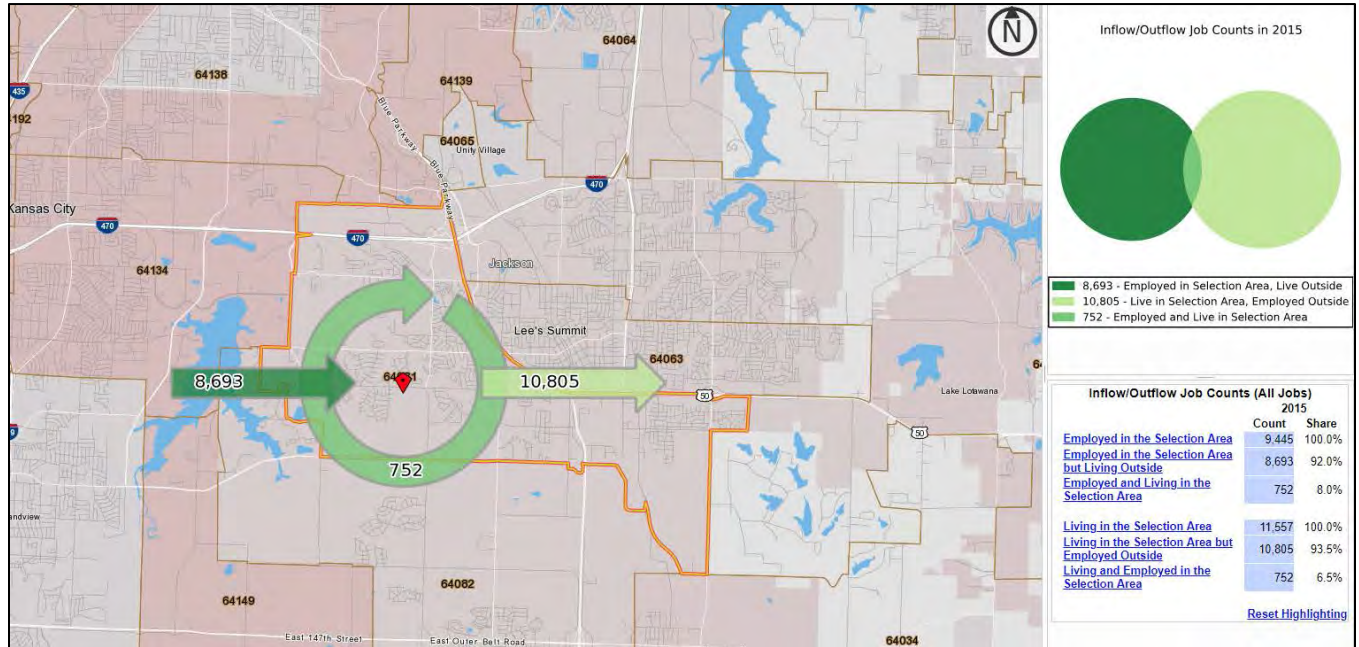 64064
64138
435
64139
64192
Blue Parkway
64065
Unity Village
Blue Parkway
470
Kansas City
470
470
64134
Jackson
Lee's Summit
64063
8,693
10,805
50
Lake Lotawana
50
752
64082
64149
East 147th Street
East Outer Belt Road
64034
N
Inflow/Outflow Job Counts in 2015
8,693 - Employed in Selection Area, Live Outside
10,805 - Live in Selection Area, Employed Outside
752 - Employed and Live in Selection Area
Inflow/Outflow Job Counts (All Jobs)
2015
Count Share
Employed in the Selection Area 9,445 100.0%
Employed in the Selection Area
but Living Outside 8,693 92.0%
Employed and Living in the
Selection Area 752 8.0%
Living in the Selection Area 11,557 100.0%
Living in the Selection Area but
Employed Outside 10,805 93.5%
Living and Employed in the
Selection Area 752 6.5%
Reset Highlighting